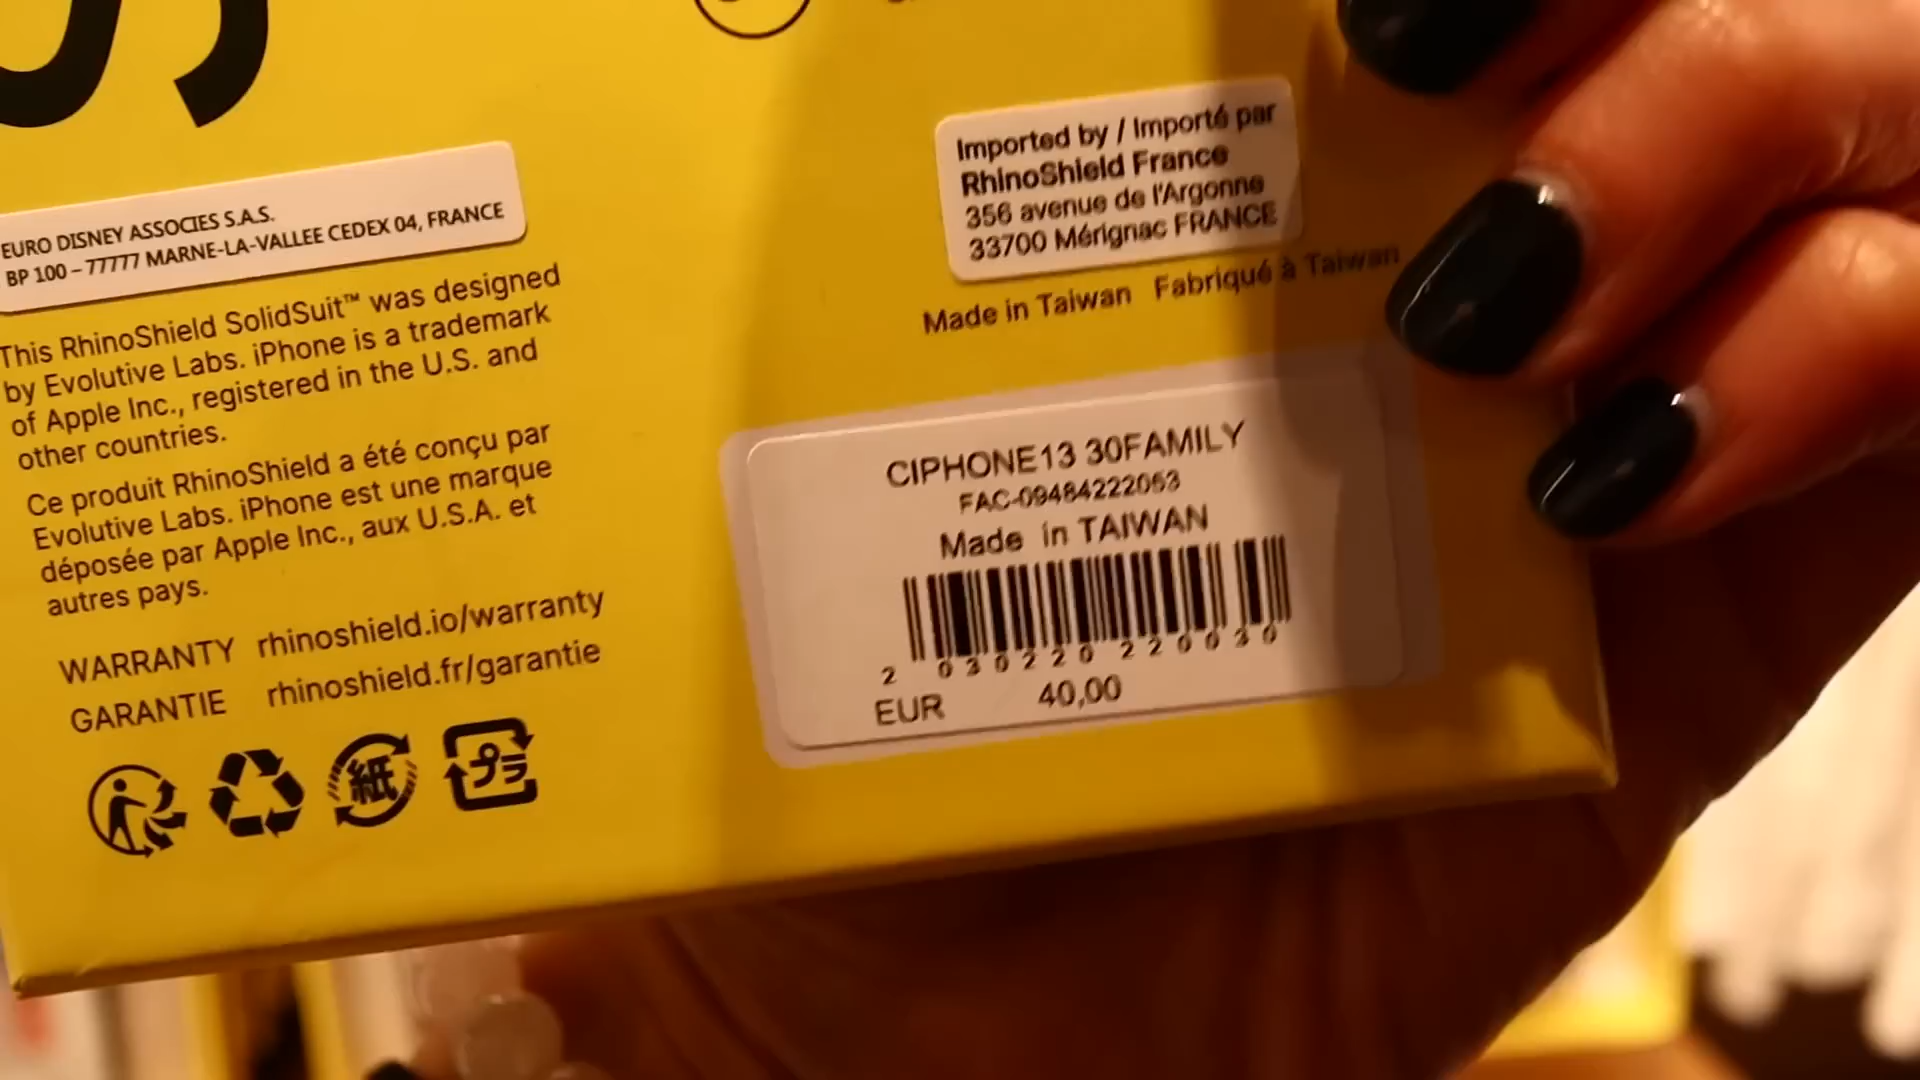 EURO DISNEY ASSOCIES S.A.S.
BP 100 – 77777 MARNE-LA-VALLEE CEDEX 04, FRANCE
This RhinoShield SolidSuit™ was designed
by Evolutive Labs. iPhone is a trademark
of Apple Inc., registered in the U.S. and
other countries.
Ce produit RhinoShield a été conçu par
Evolutive Labs. iPhone est une marque
déposée par Apple Inc., aux U.S.A. et
autres pays.
WARRANTY rhinoshield.io/warranty
GARANTIE rhinoshield.fr/garantie
紙
プラ
Imported by / Importé par
RhinoShield France
356 avenue de l'Argonne
33700 Mérignac FRANCE
Made in Taiwan Fabriqué à Taiwan
CIPHONE13 30FAMILY
FAC-09484222053
Made in TAIWAN
2 030220 220030
EUR 40,00